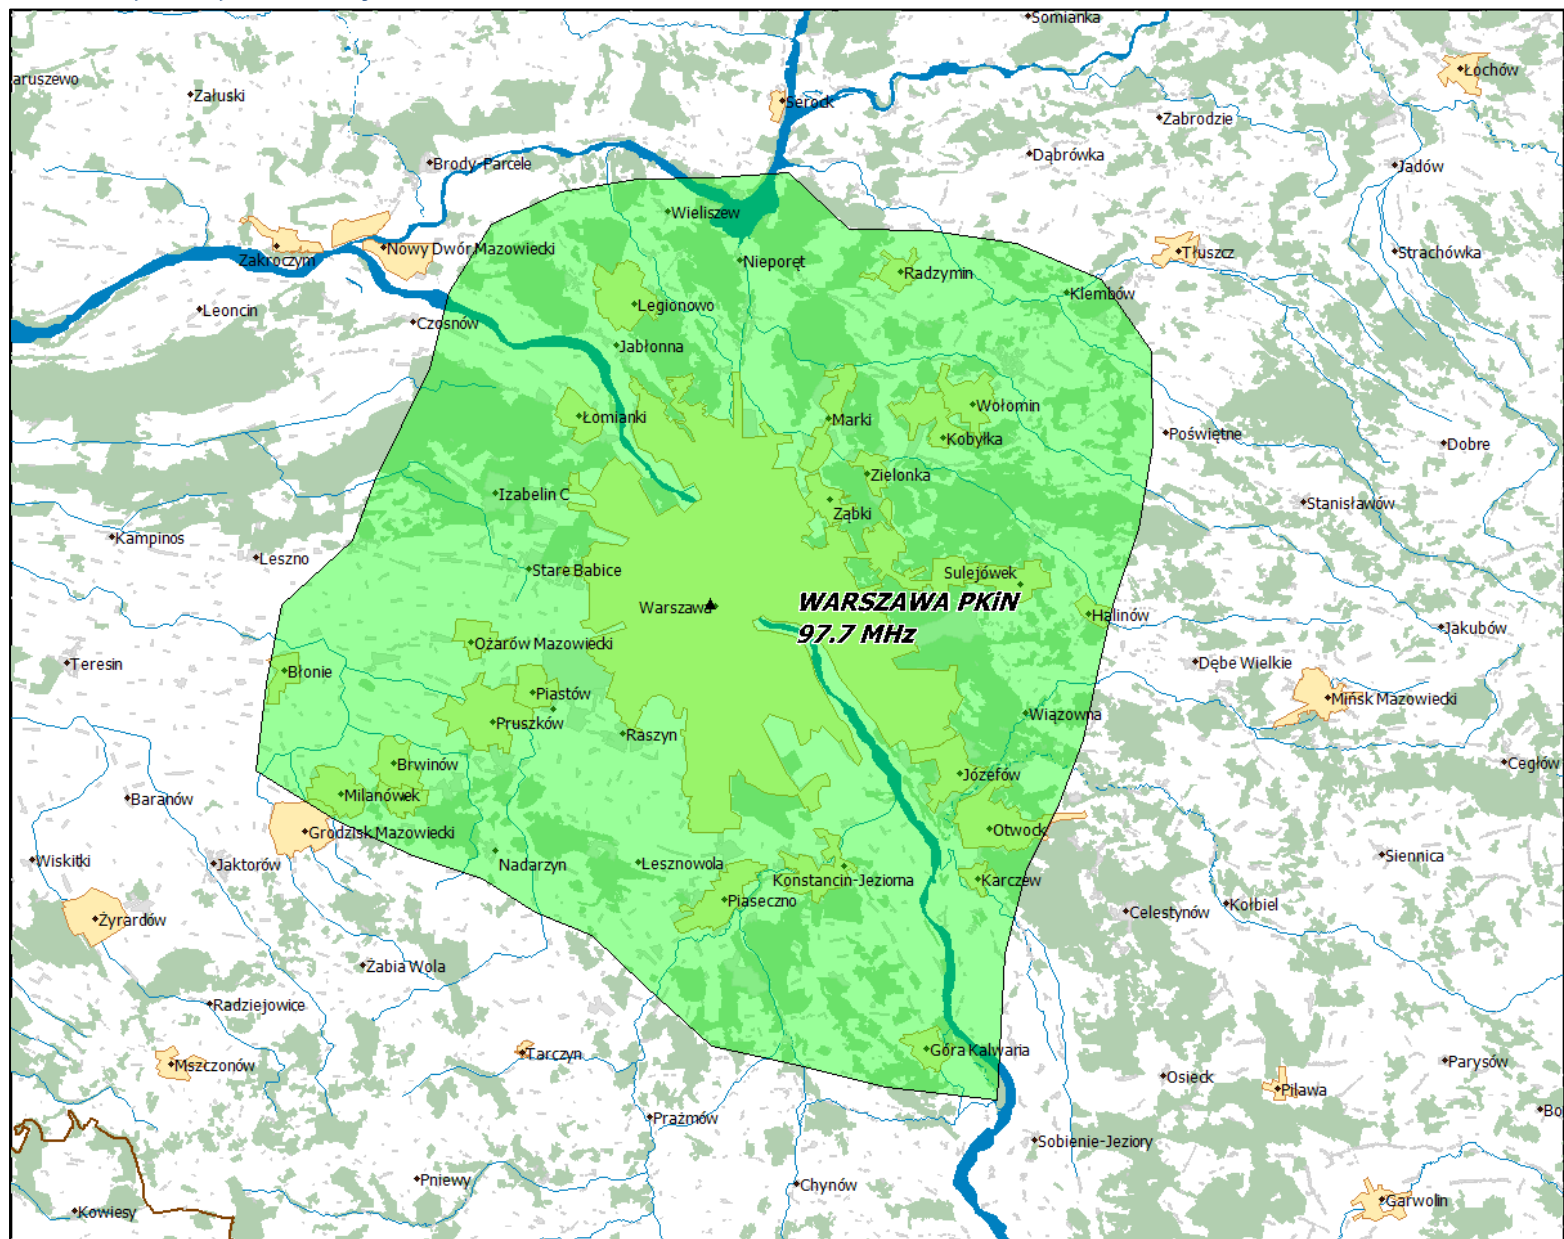 Somianka
Łochów
aruszewo
Załuski
Serock
Zabrodzie
Dąbrówka
Brody-Parcele
Jadów
Wieliszew
Nowy Dwór Mazowiecki
Zakroczym
Nieporęt
Radzymin
Tłuszcz
Strachówka
Klembów
Leoncin
Legionowo
Czosnów
Jabłonna
Łomianki
Marki
Wołomin
Kobyłka
Poświętne
Dobre
Zielonka
Izabelin C
Ząbki
Stanisławów
Kampinos
Leszno
Stare Babice
Sulejówek
Warszawa
WARSZAWA PKiN
97.7 MHz
Halinów
Jakubów
Ożarów Mazowiecki
Teresin
Błonie
Dębe Wielkie
Piastów
Mińsk Mazowiecki
Pruszków
Raszyn
Wiązowna
Brwinów
Cegłów
Józefów
Baranów
Milanówek
Grodzisk Mazowiecki
Otwock
Wiskitki
Jaktorów
Nadarzyn
Lesznowola
Siennica
Konstancin-Jeziorna
Karczew
Piaseczno
Kołbiel
Celestynów
Żyrardów
Żabia Wola
Radziejowice
Mszczonów
Tarczyn
Góra Kalwaria
Parysów
Osieck
Pilawa
Prażmów
Bo
Sobienie-Jeziory
Pniewy
Chynów
Garwolin
Kowiesy